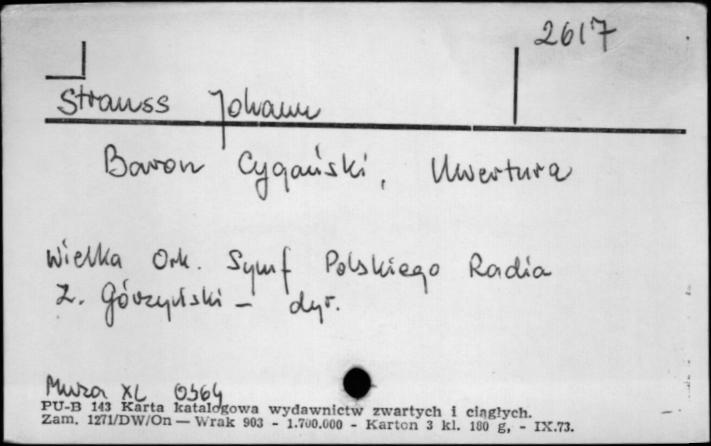 2617
Strauss Johann
Baron Cygański, Uwertura
Wielka Ork. Symf Polskiego Radia
Z. Górzyński - dyr.
Muza XL 0364
PU-B 143 Karta katalogowa wydawnictw zwartych i ciągłych.
Zam. 1271/DW/On — Wrak 903 - 1.700.000 - Karton 3 kl. 180 g, - IX.73.